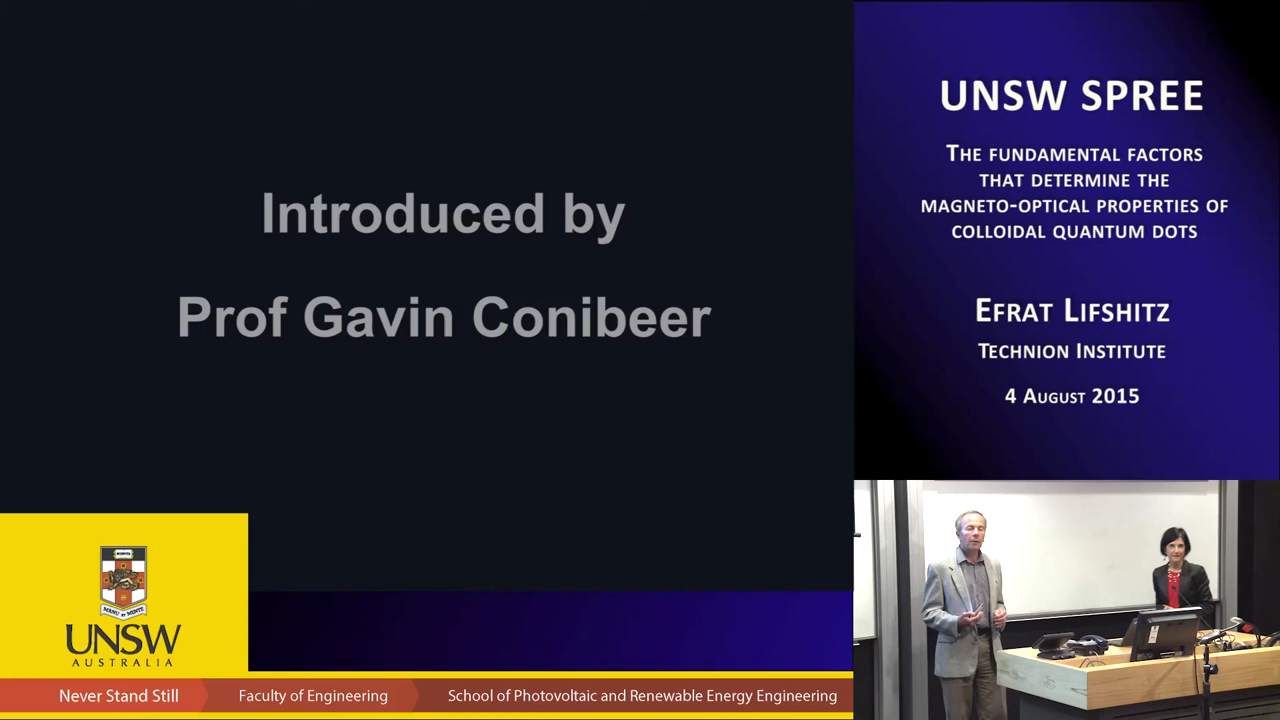 Introduced by
Prof Gavin Conibeer
UNSW SPREE
The fundamental factors
that determine the
magneto-optical properties of
colloidal quantum dots
Efrat Lifshitz
Technion Institute
4 August 2015
UNSW
AUSTRALIA
Never Stand Still
Faculty of Engineering
School of Photovoltaic and Renewable Energy Engineering